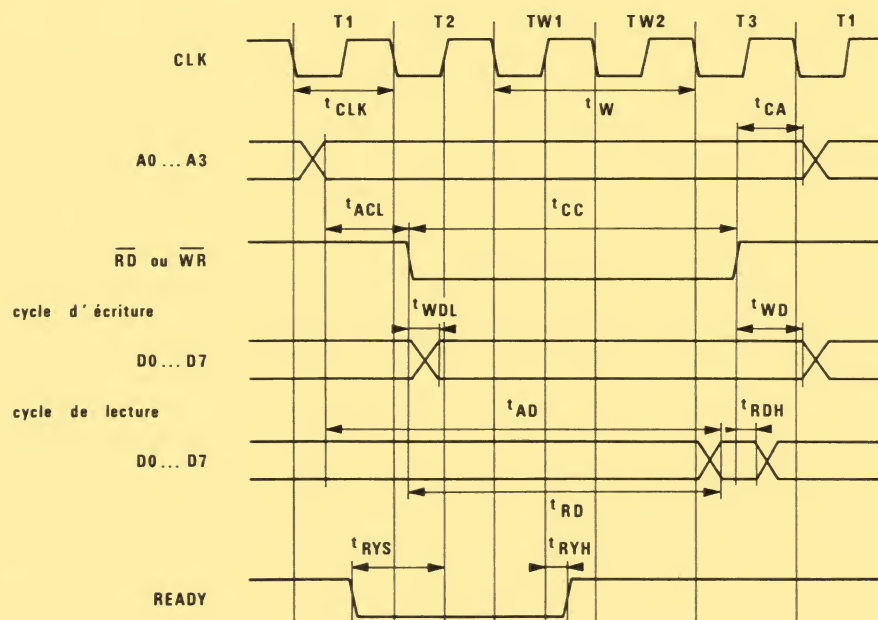 T1 T2 TW1 TW2 T3 T1
CLK
tCLK tW tCA
A0...A3
tACL tCC
RD ou WR
cycle d'écriture
tWDL tWD
D0...D7
cycle de lecture
tAD tRDH
D0...D7
tRD
tRYS tRYH
READY